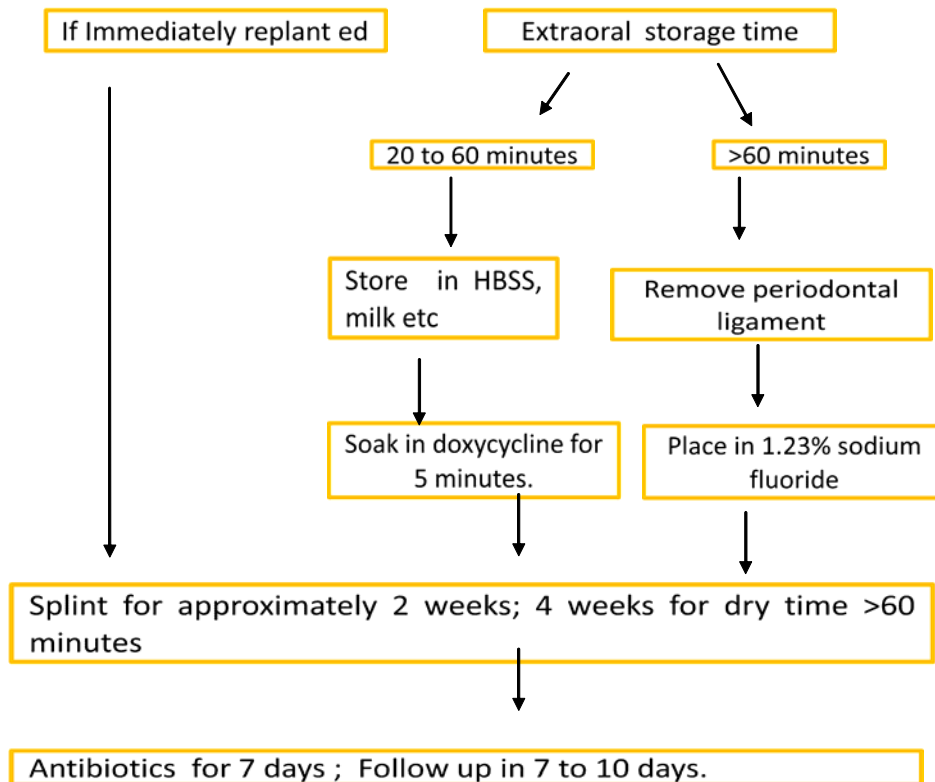 If Immediately replant ed
Extraoral storage time
20 to 60 minutes
>60 minutes
Store in HBSS,
milk etc
Remove periodontal
ligament
Soak in doxycycline for
5 minutes.
Place in 1.23% sodium
fluoride
Splint for approximately 2 weeks; 4 weeks for dry time >60
minutes
Antibiotics for 7 days ; Follow up in 7 to 10 days.